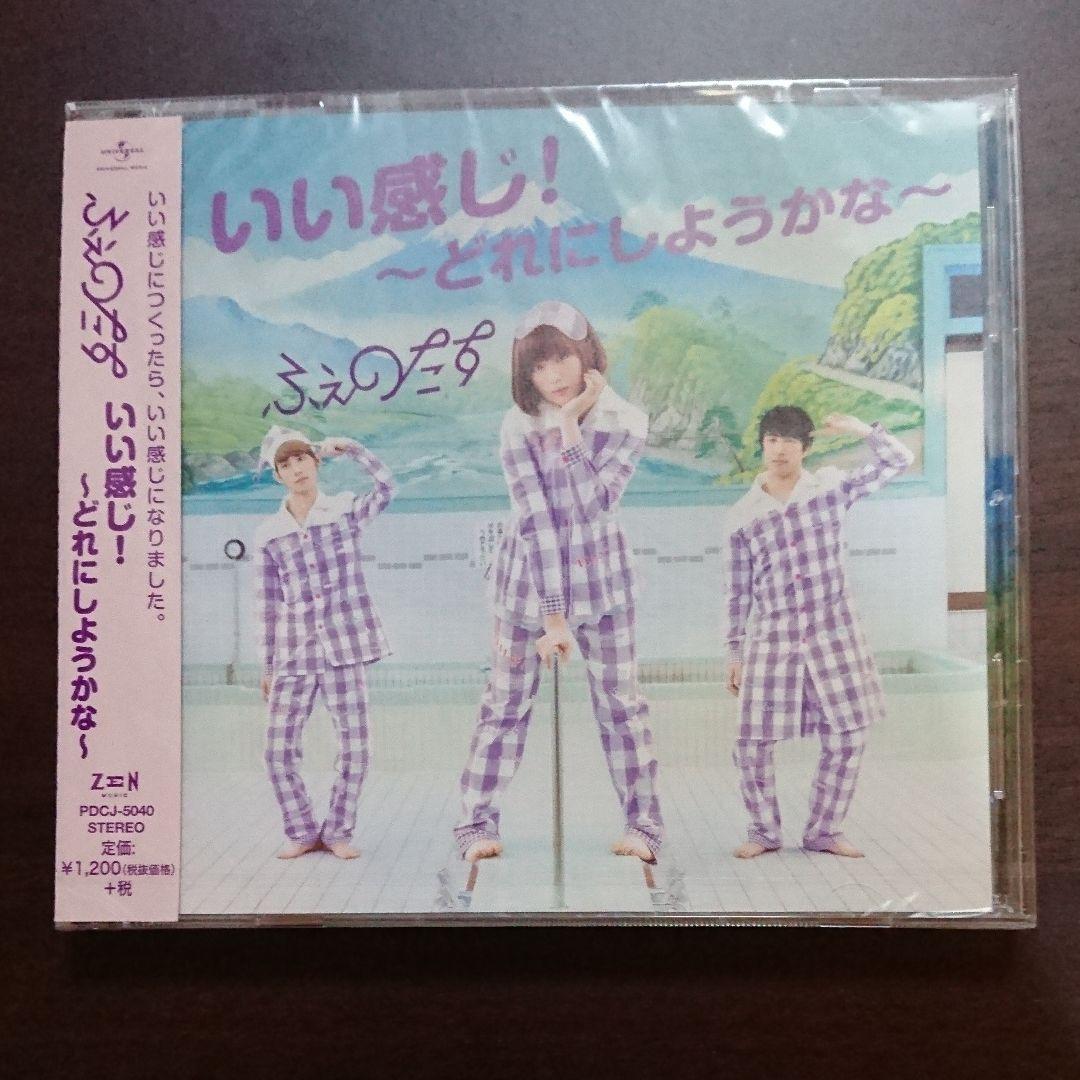 UNIVERSAL
UNIVERSAL MUSIC
いい感じにつくったら、いい感じになりました。
ふぇのたす
いい感じ!
~どれにしようかな~
ZEN
MUSIC
PDCJ-5040
STEREO
定価:
¥1,200(税抜価格)
+税
いい感じ!
~どれにしようかな~
ふぇのたす